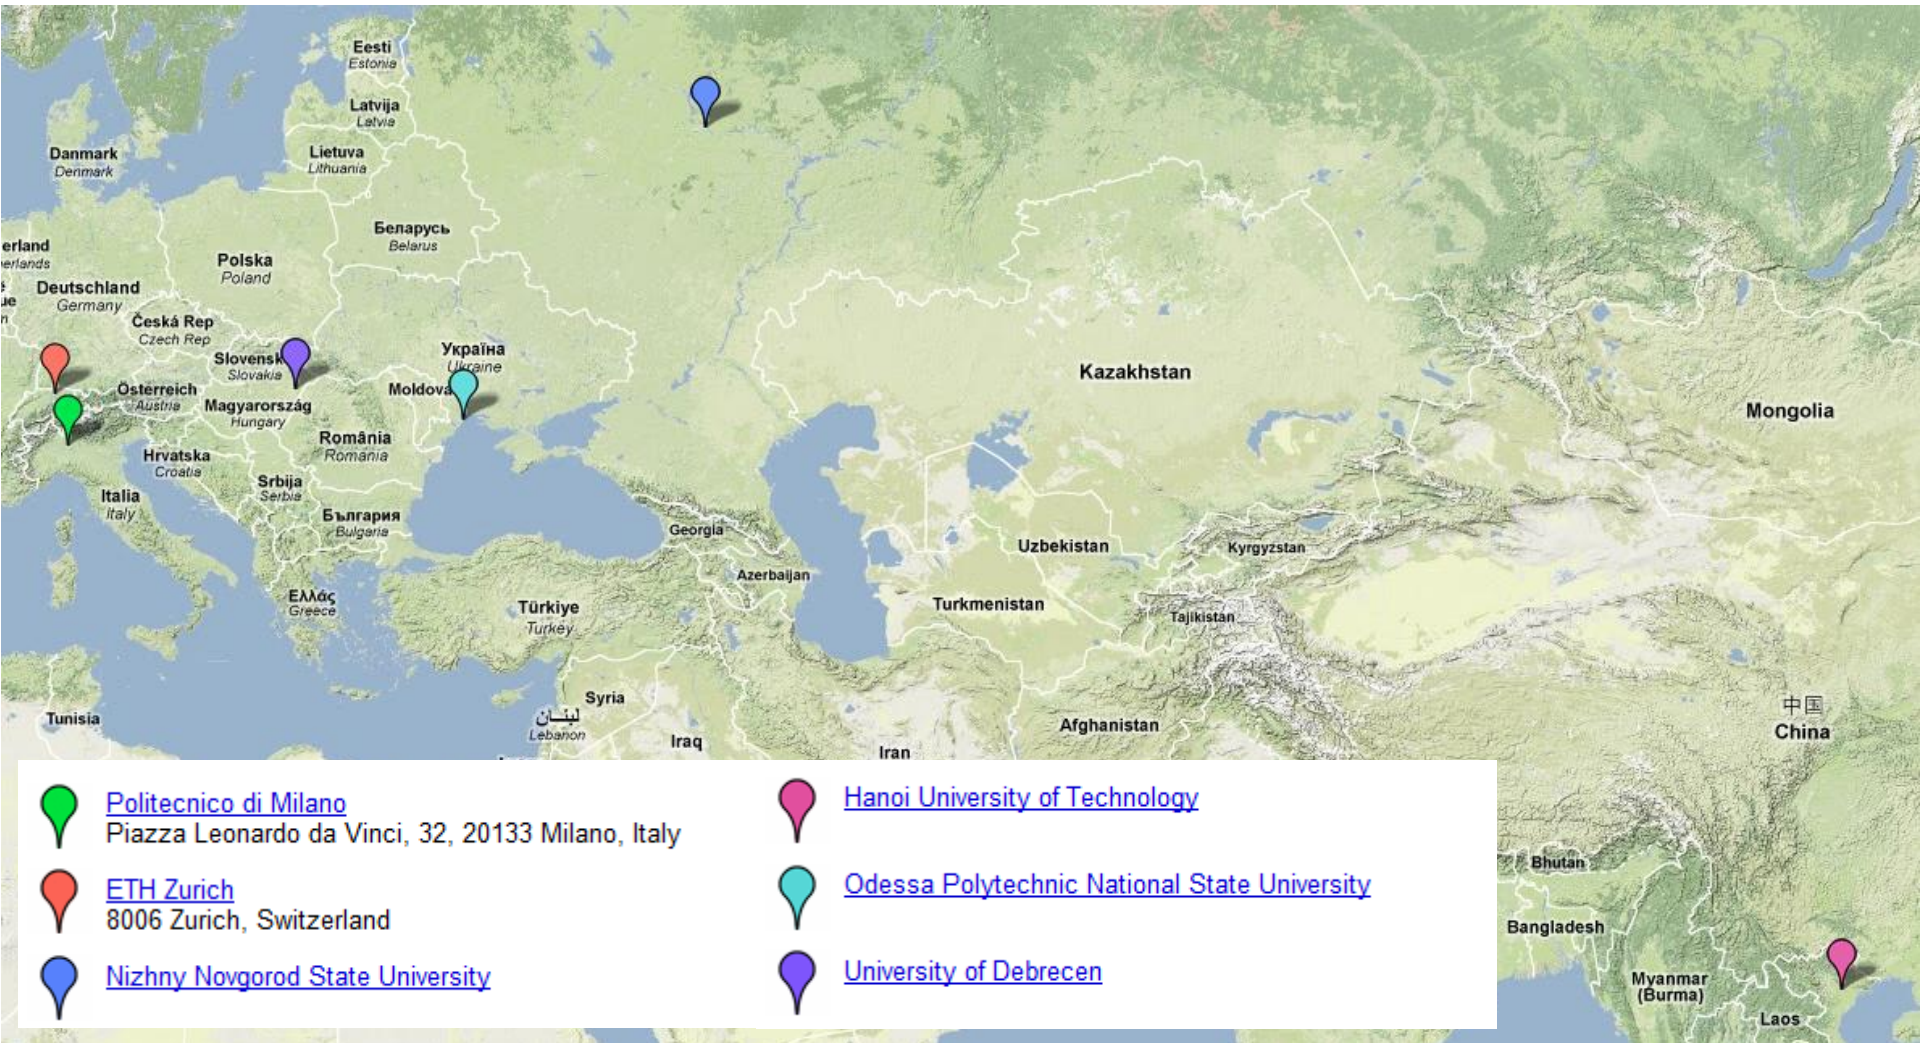 Eesti
Estonia
Latvija
Latvia
Lietuva
Lithuania
Danmark
Denmark
Беларусь
Belarus
erland
erlands
Polska
Poland
Deutschland
Germany
ue
n
Česká Rep
Czech Rep
Slovensk
Slovakia
Україна
Ukraine
Moldova
Österreich
Austria
Magyarország
Hungary
România
Romania
Hrvatska
Croatia
Srbija
Serbia
Italia
Italy
България
Bulgaria
Ελλάς
Greece
Türkiye
Turkey
Georgia
Azerbaijan
Kazakhstan
Mongolia
Uzbekistan
Kyrgyzstan
Turkmenistan
Tajikistan
Tunisia
Syria
لبنان
Lebanon
Iraq
Iran
Afghanistan
中国
China
Bhutan
Bangladesh
Myanmar
(Burma)
Laos
Politecnico di Milano
Piazza Leonardo da Vinci, 32, 20133 Milano, Italy
ETH Zurich
8006 Zurich, Switzerland
Nizhny Novgorod State University
Hanoi University of Technology
Odessa Polytechnic National State University
University of Debrecen